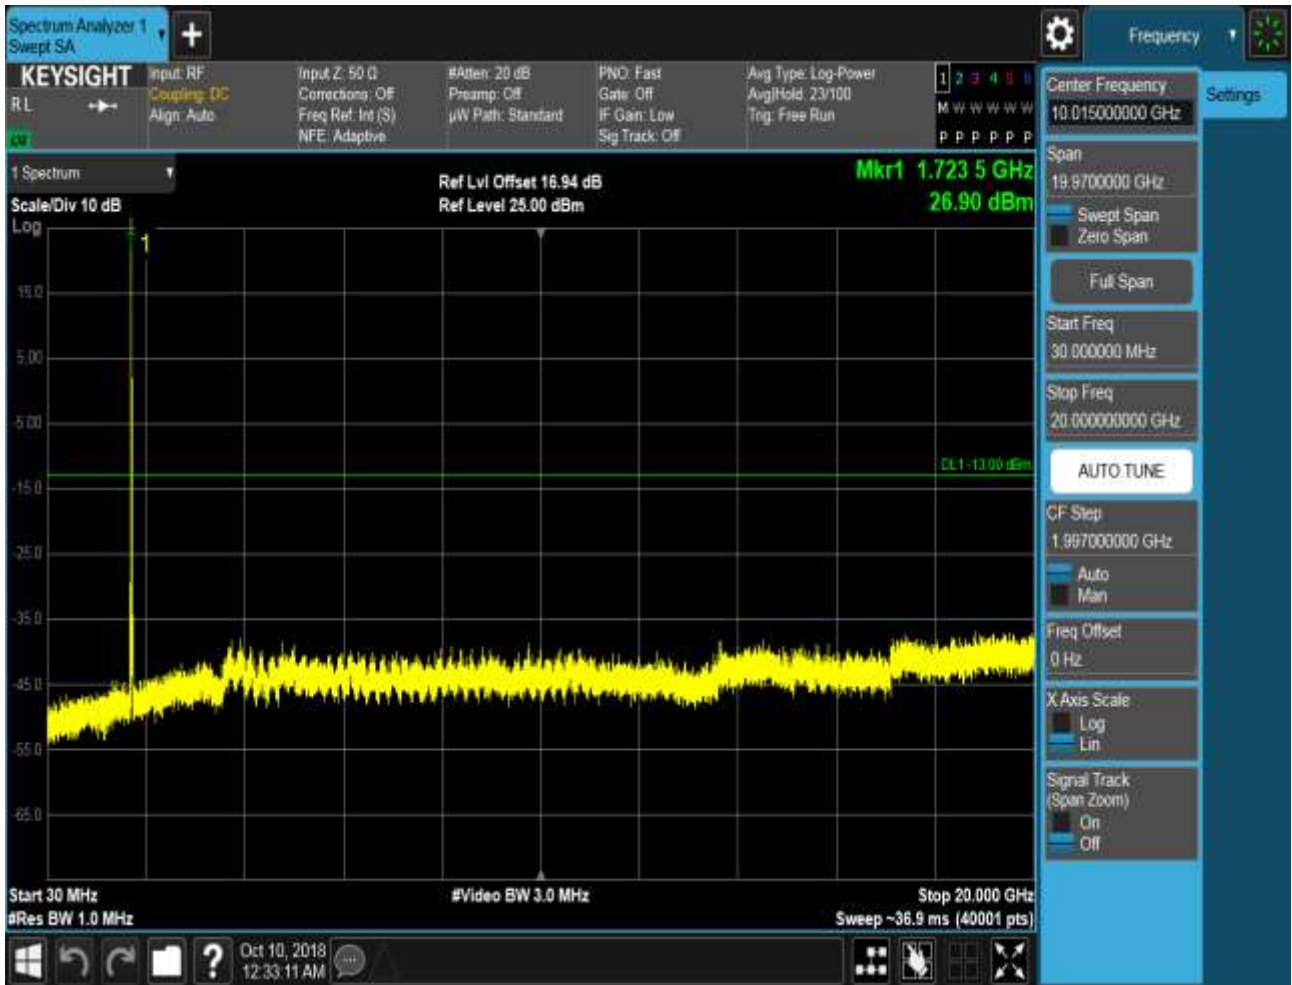 Spectrum Analyzer 1
Swept SA
+
Frequency
KEYSIGHT
RL
Input: RF
Coupling: DC
Align: Auto
Input Z: 50 Ω
Corrections: Off
Freq Ref: Int (S)
NFE: Adaptive
#Atten: 20 dB
Preamp: Off
µW Path: Standard
PNO: Fast
Gate: Off
IF Gain: Low
Sig Track: Off
Avg Type: Log-Power
Avg|Hold: 23/100
Trig: Free Run
1 2 3 4 5 6
M W W W W W
P P P P P P
1 Spectrum
Scale/Div 10 dB
Log
Ref Lvl Offset 16.94 dB
Ref Level 25.00 dBm
Mkr1 1.723 5 GHz
26.90 dBm
1
15.0
5.00
-5.00
DL1 -13.00 dBm
-15.0
-25.0
-35.0
-45.0
-55.0
-65.0
Start 30 MHz
#Res BW 1.0 MHz
#Video BW 3.0 MHz
Stop 20.000 GHz
Sweep ~36.9 ms (40001 pts)
Center Frequency
10.015000000 GHz
Settings
Span
19.9700000 GHz
Swept Span
Zero Span
Full Span
Start Freq
30.000000 MHz
Stop Freq
20.000000000 GHz
AUTO TUNE
CF Step
1.997000000 GHz
Auto
Man
Freq Offset
0 Hz
X Axis Scale
Log
Lin
Signal Track
(Span Zoom)
On
Off
?
Oct 10, 2018
12:33:11 AM